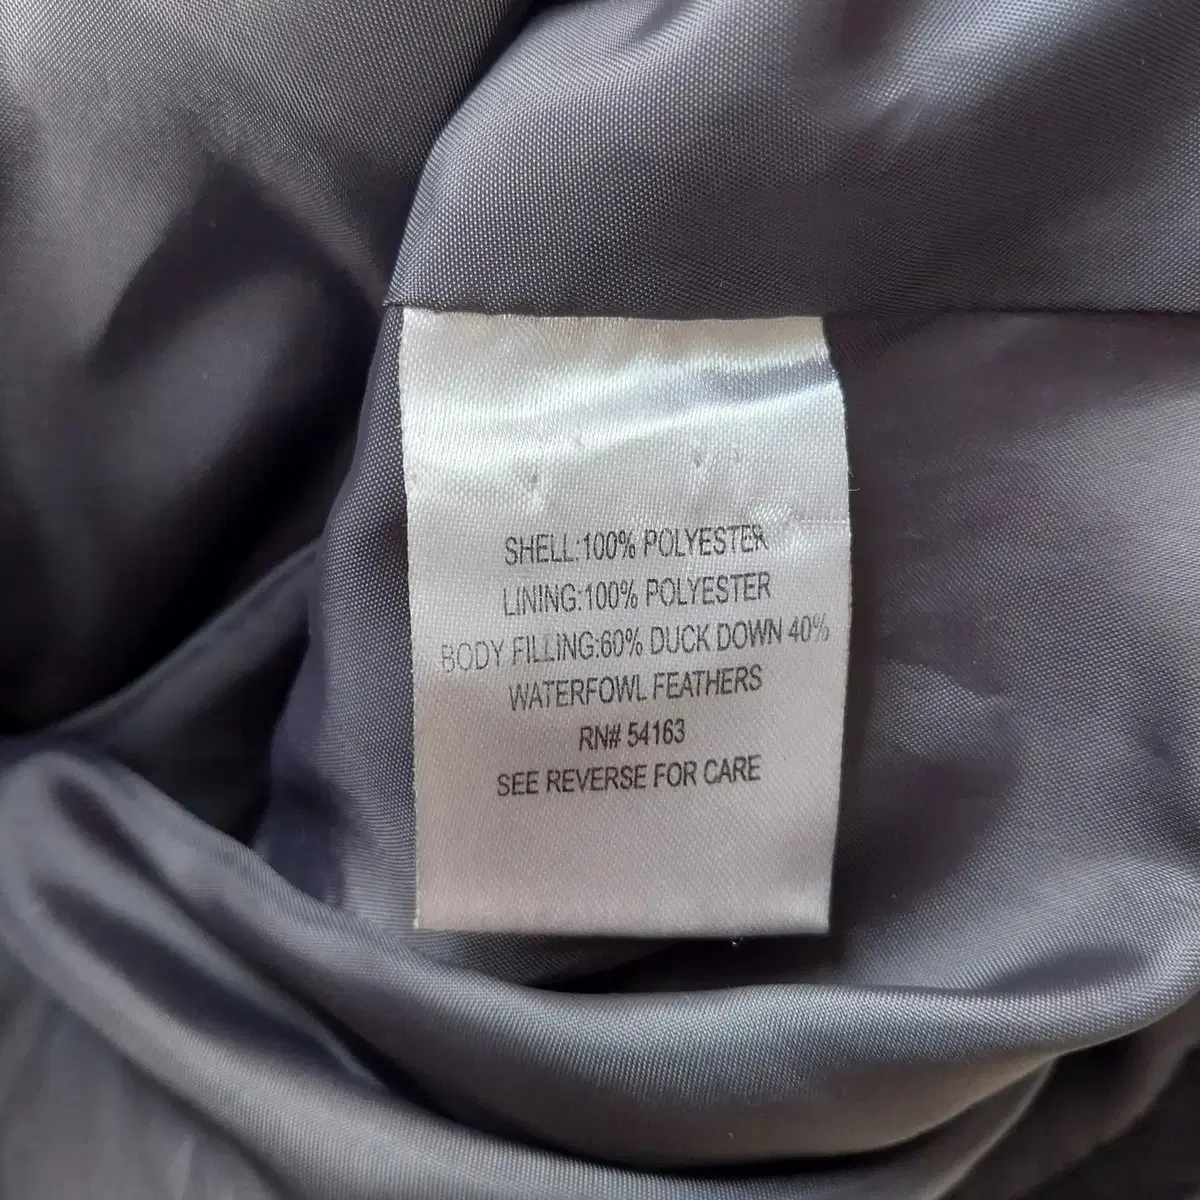 SHELL:100% POLYESTER
LINING:100% POLYESTER
BODY FILLING:60% DUCK DOWN 40%
WATERFOWL FEATHERS
RN# 54163
SEE REVERSE FOR CARE